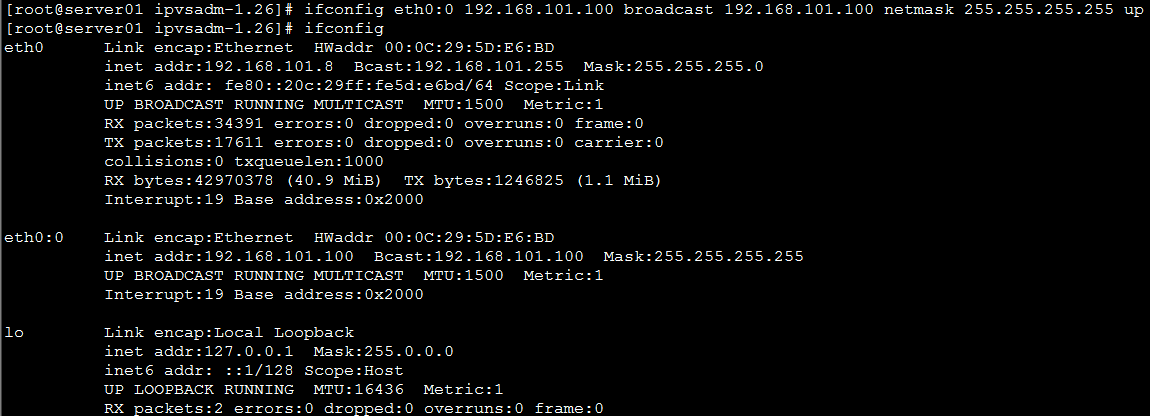 [root@server01 ipvsadm-1.26]# ifconfig eth0:0 192.168.101.100 broadcast 192.168.101.100 netmask 255.255.255.255 up
[root@server01 ipvsadm-1.26]# ifconfig
eth0      Link encap:Ethernet  HWaddr 00:0C:29:5D:E6:BD
          inet addr:192.168.101.8  Bcast:192.168.101.255  Mask:255.255.255.0
          inet6 addr: fe80::20c:29ff:fe5d:e6bd/64 Scope:Link
          UP BROADCAST RUNNING MULTICAST  MTU:1500  Metric:1
          RX packets:34391 errors:0 dropped:0 overruns:0 frame:0
          TX packets:17611 errors:0 dropped:0 overruns:0 carrier:0
          collisions:0 txqueuelen:1000
          RX bytes:42970378 (40.9 MiB)  TX bytes:1246825 (1.1 MiB)
          Interrupt:19 Base address:0x2000
eth0:0    Link encap:Ethernet  HWaddr 00:0C:29:5D:E6:BD
          inet addr:192.168.101.100  Bcast:192.168.101.100  Mask:255.255.255.255
          UP BROADCAST RUNNING MULTICAST  MTU:1500  Metric:1
          Interrupt:19 Base address:0x2000
lo        Link encap:Local Loopback
          inet addr:127.0.0.1  Mask:255.0.0.0
          inet6 addr: ::1/128 Scope:Host
          UP LOOPBACK RUNNING  MTU:16436  Metric:1
          RX packets:2 errors:0 dropped:0 overruns:0 frame:0